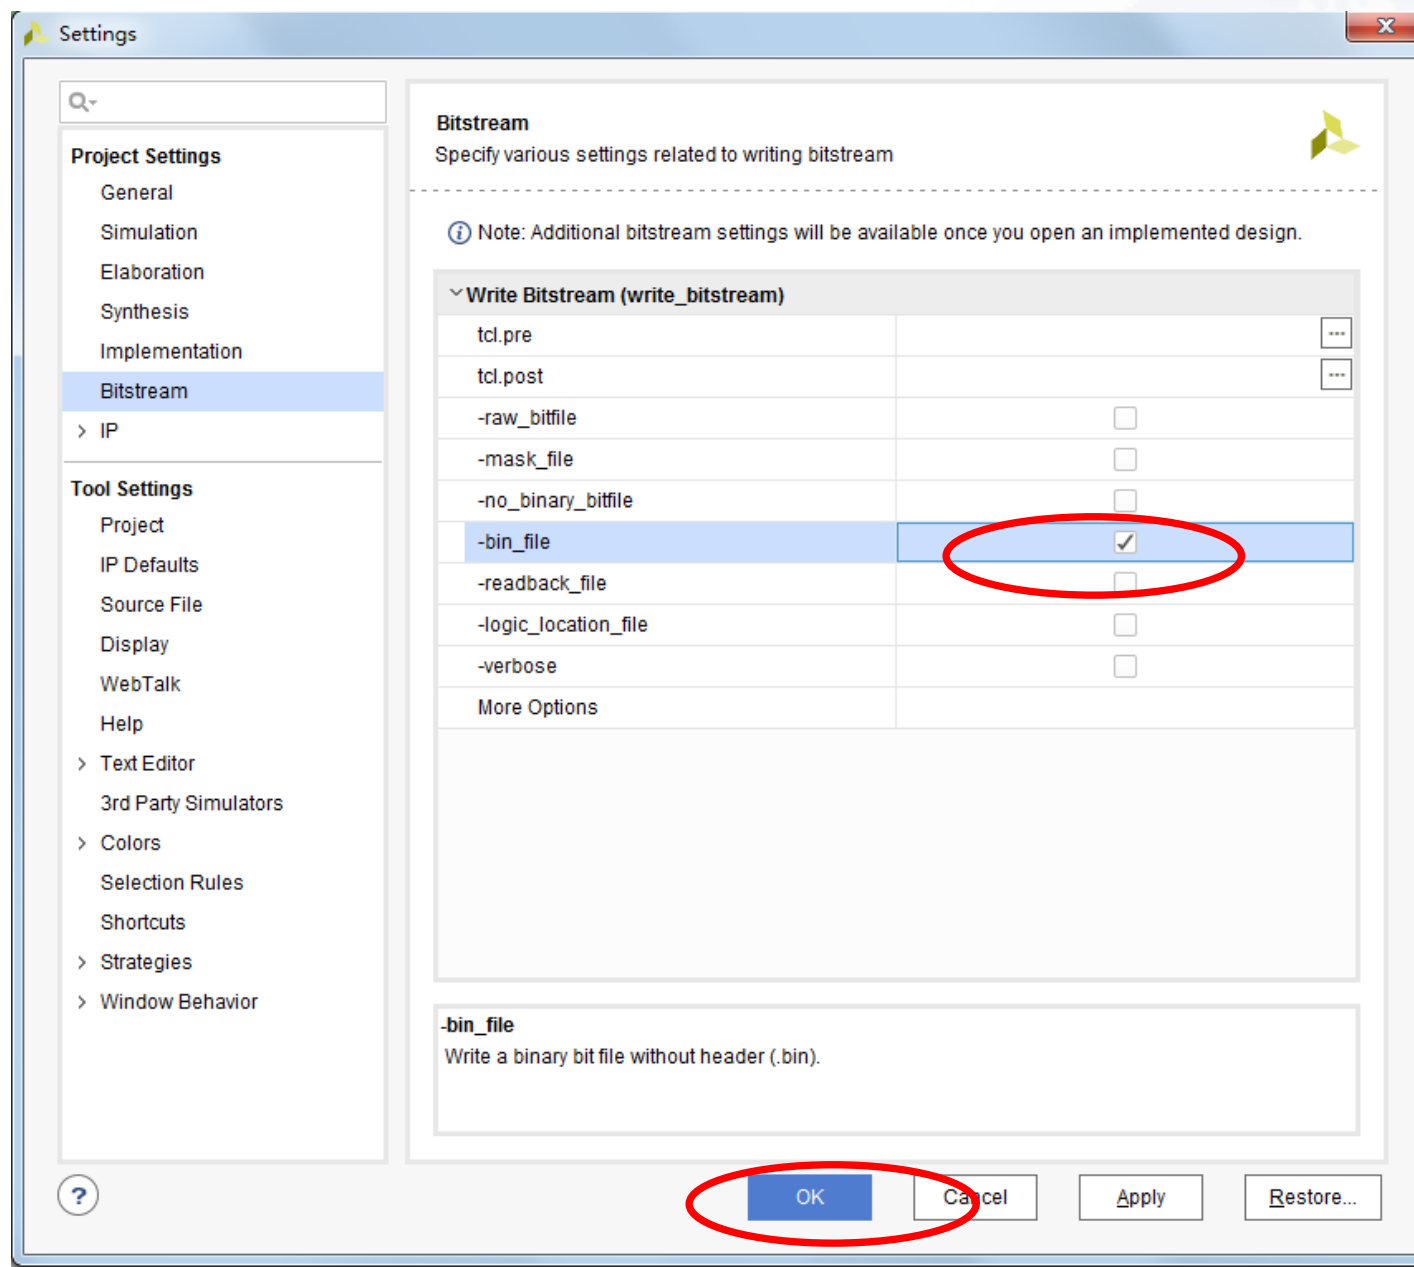 Settings
Project Settings
General
Simulation
Elaboration
Synthesis
Implementation
Bitstream
IP
Tool Settings
Project
IP Defaults
Source File
Display
WebTalk
Help
Text Editor
3rd Party Simulators
Colors
Selection Rules
Shortcuts
Strategies
Window Behavior
Bitstream
Specify various settings related to writing bitstream
Note: Additional bitstream settings will be available once you open an implemented design.
Write Bitstream (write_bitstream)
tcl.pre
tcl.post
-raw_bitfile
-mask_file
-no_binary_bitfile
-bin_file
-readback_file
-logic_location_file
-verbose
More Options
-bin_file
Write a binary bit file without header (.bin).
? OK Cancel Apply Restore...